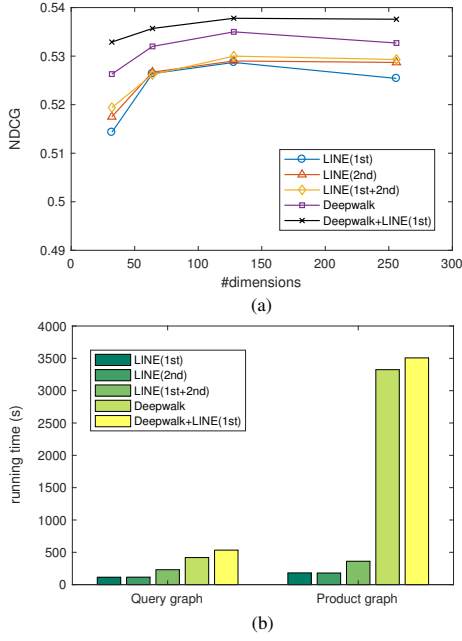 0.54
0.53
0.52
0.51
0.5
0.49
NDCG
LINE(1st)
LINE(2nd)
LINE(1st+2nd)
Deepwalk
Deepwalk+LINE(1st)
0 50 100 150 200 250 300
#dimensions
(a)
4000
3500
3000
2500
2000
1500
1000
500
0
running time (s)
LINE(1st)
LINE(2nd)
LINE(1st+2nd)
Deepwalk
Deepwalk+LINE(1st)
Query graph Product graph
(b)